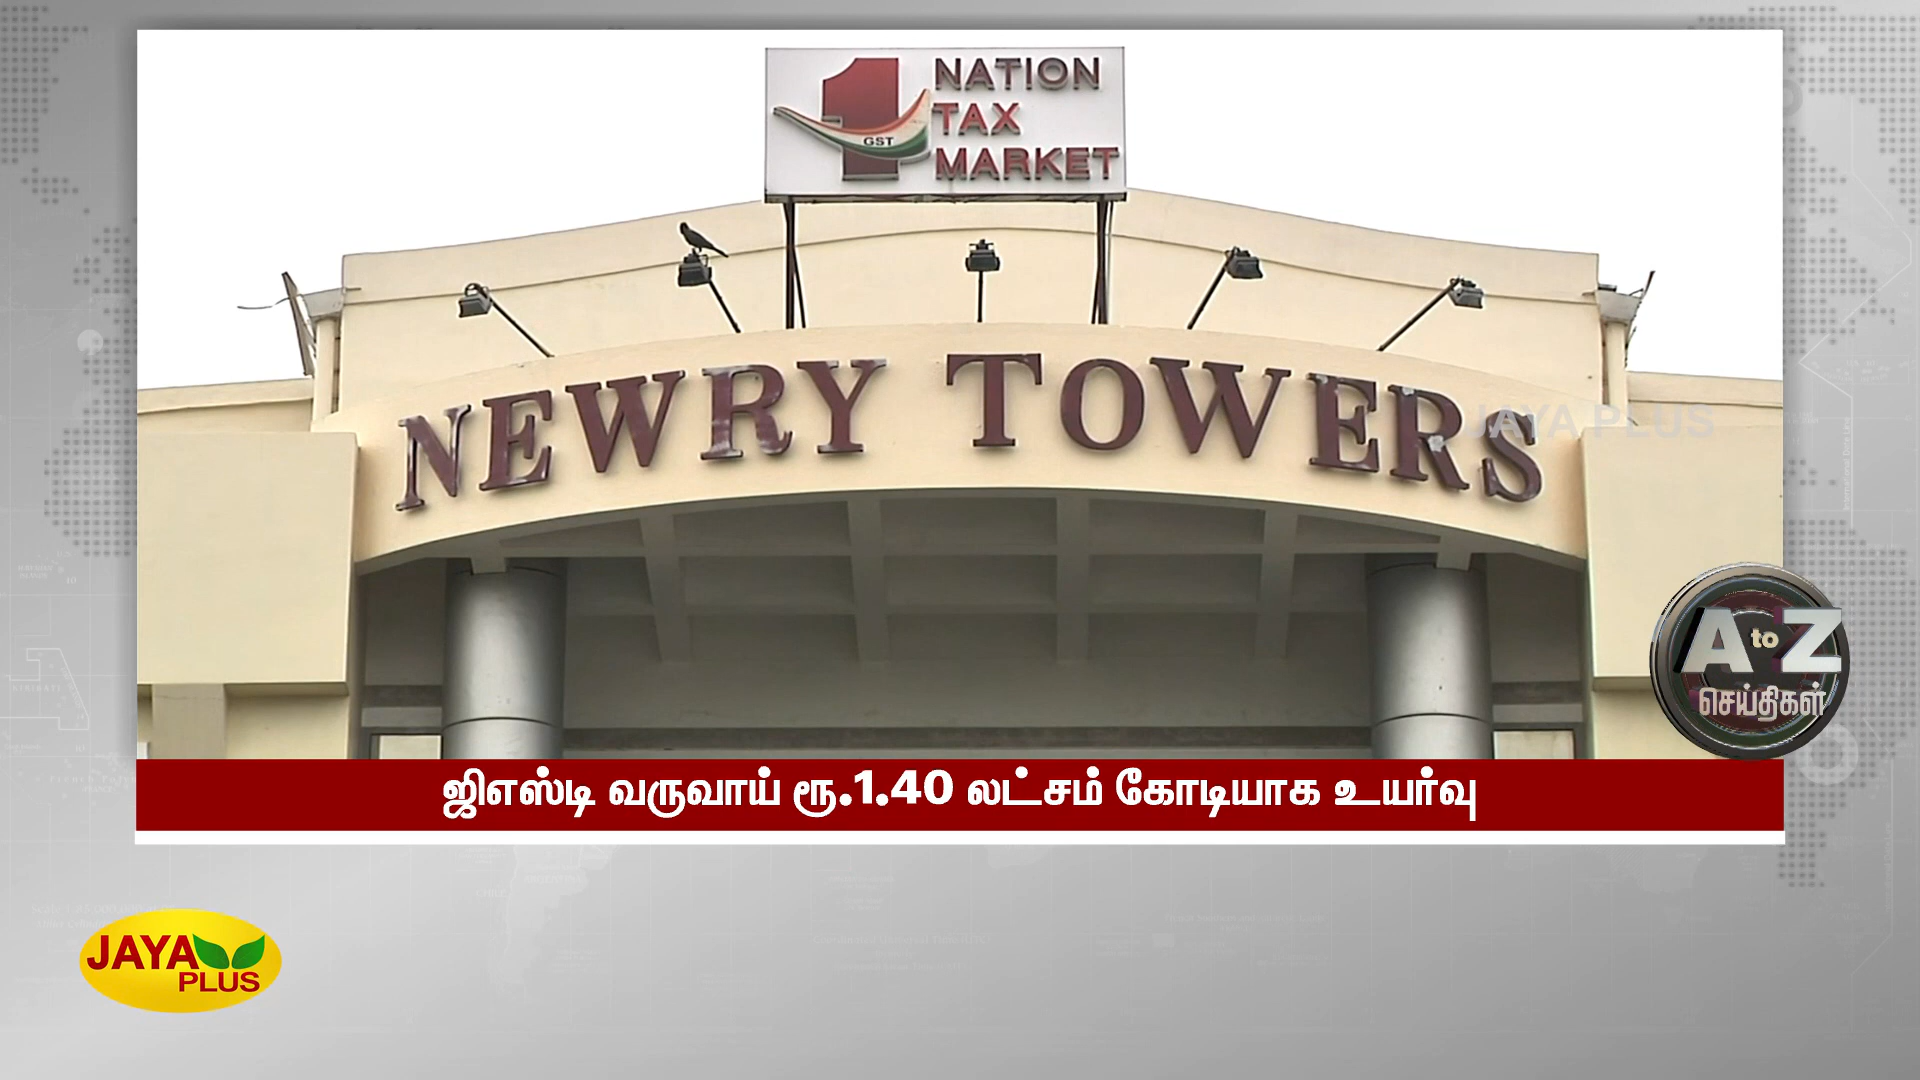 NATION
TAX
MARKET
GST
NEWRY TOWERS
JAYA PLUS
A to Z
செய்திகள்
ஜிஎஸ்டி வருவாய் ரூ.1.40 லட்சம் கோடியாக உயர்வு
JAYA
PLUS